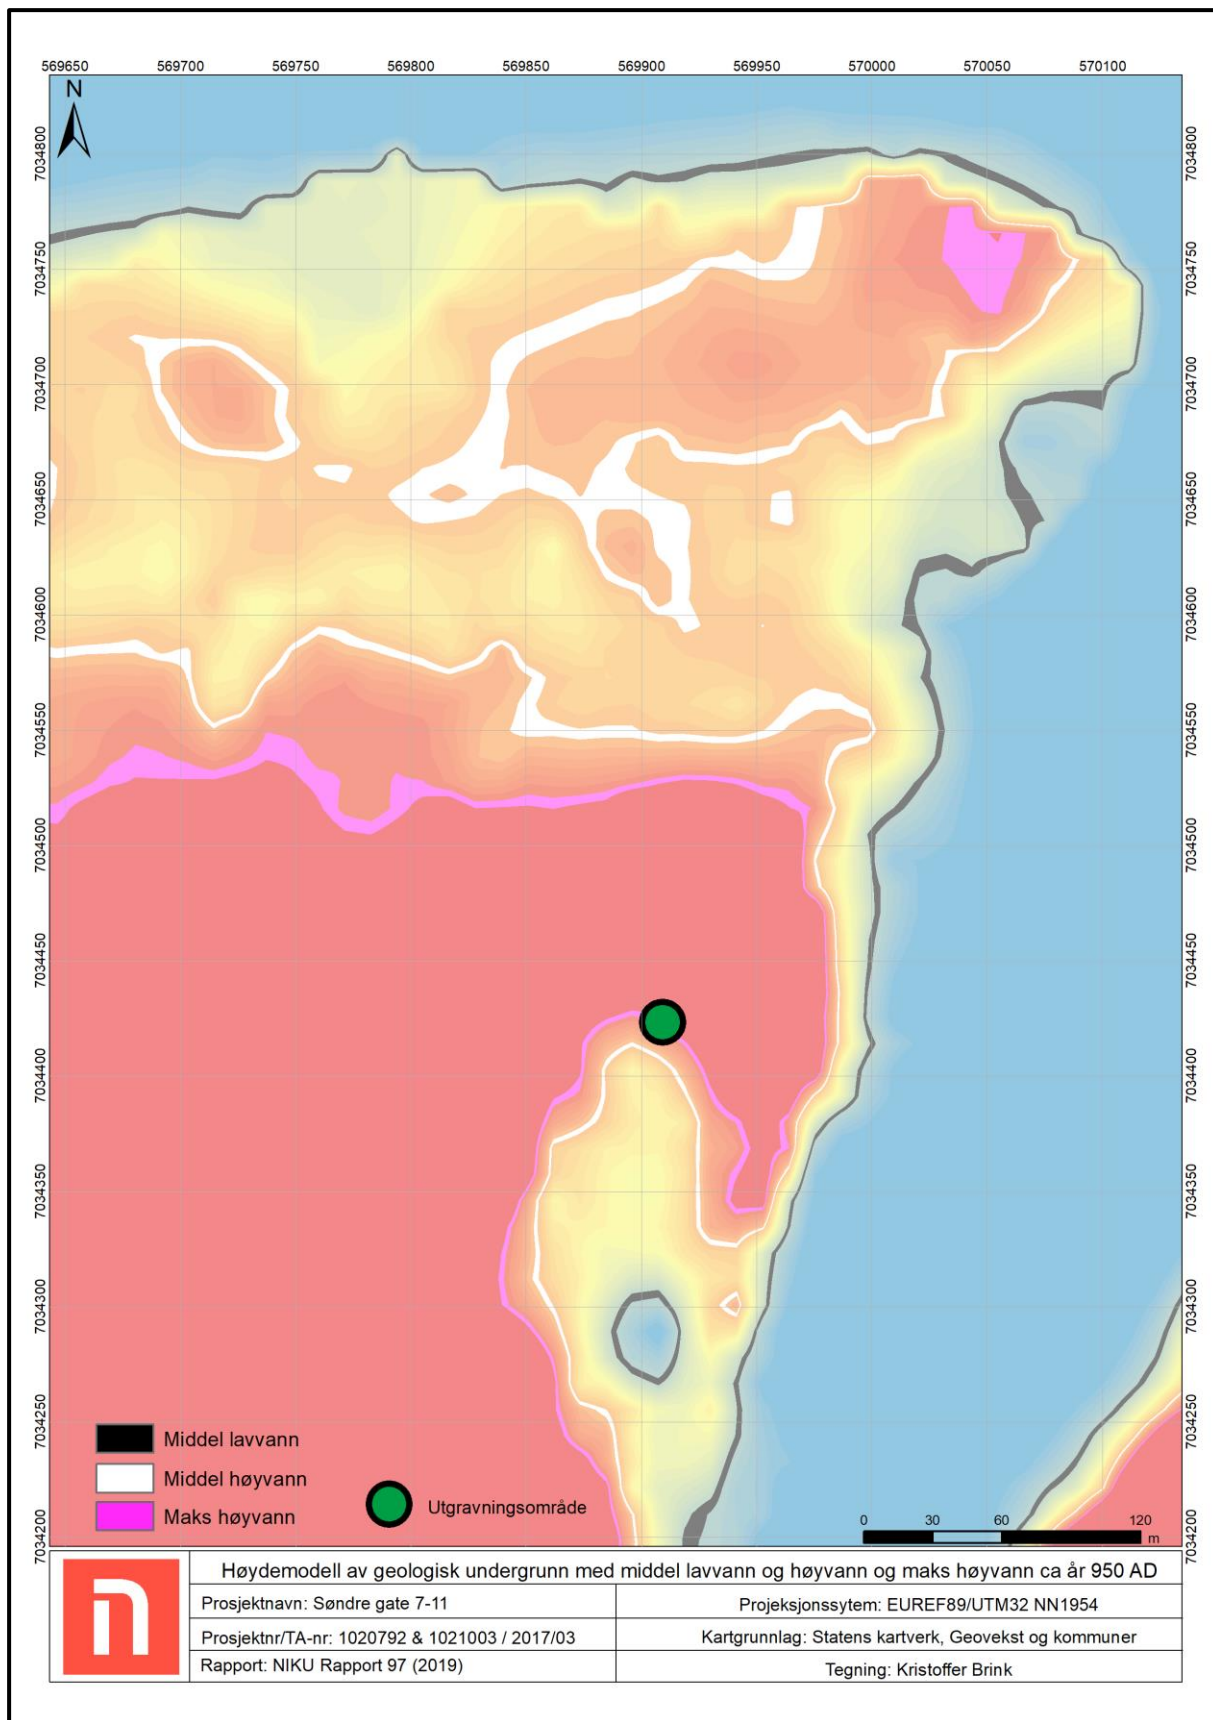 569650 569700 569750 569800 569850 569900 569950 570000 570050 570100
N
7034800 7034800
7034750 7034750
7034700 7034700
7034650 7034650
7034600 7034600
7034550 7034550
7034500 7034500
7034450 7034450
7034400 7034400
7034350 7034350
7034300 7034300
7034250 7034250
7034200 7034200
Middel lavvann
Middel høyvann
Maks høyvann
Utgravningsområde
0 30 60 120
m
Høydemodell av geologisk undergrunn med middel lavvann og høyvann og maks høyvann ca år 950 AD
Prosjektnavn: Søndre gate 7-11
Projeksjonssytem: EUREF89/UTM32 NN1954
Prosjektnr/TA-nr: 1020792 & 1021003 / 2017/03
Kartgrunnlag: Statens kartverk, Geovekst og kommuner
Rapport: NIKU Rapport 97 (2019)
Tegning: Kristoffer Brink